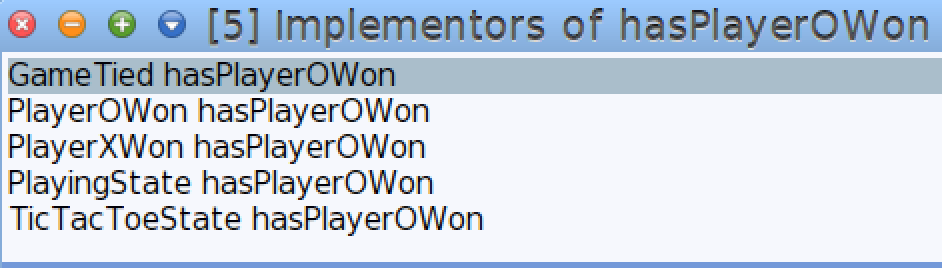 [5] Implementors of hasPlayerOWon
GameTied hasPlayerOWon
PlayerOWon hasPlayerOWon
PlayerXWon hasPlayerOWon
PlayingState hasPlayerOWon
TicTacToeState hasPlayerOWon